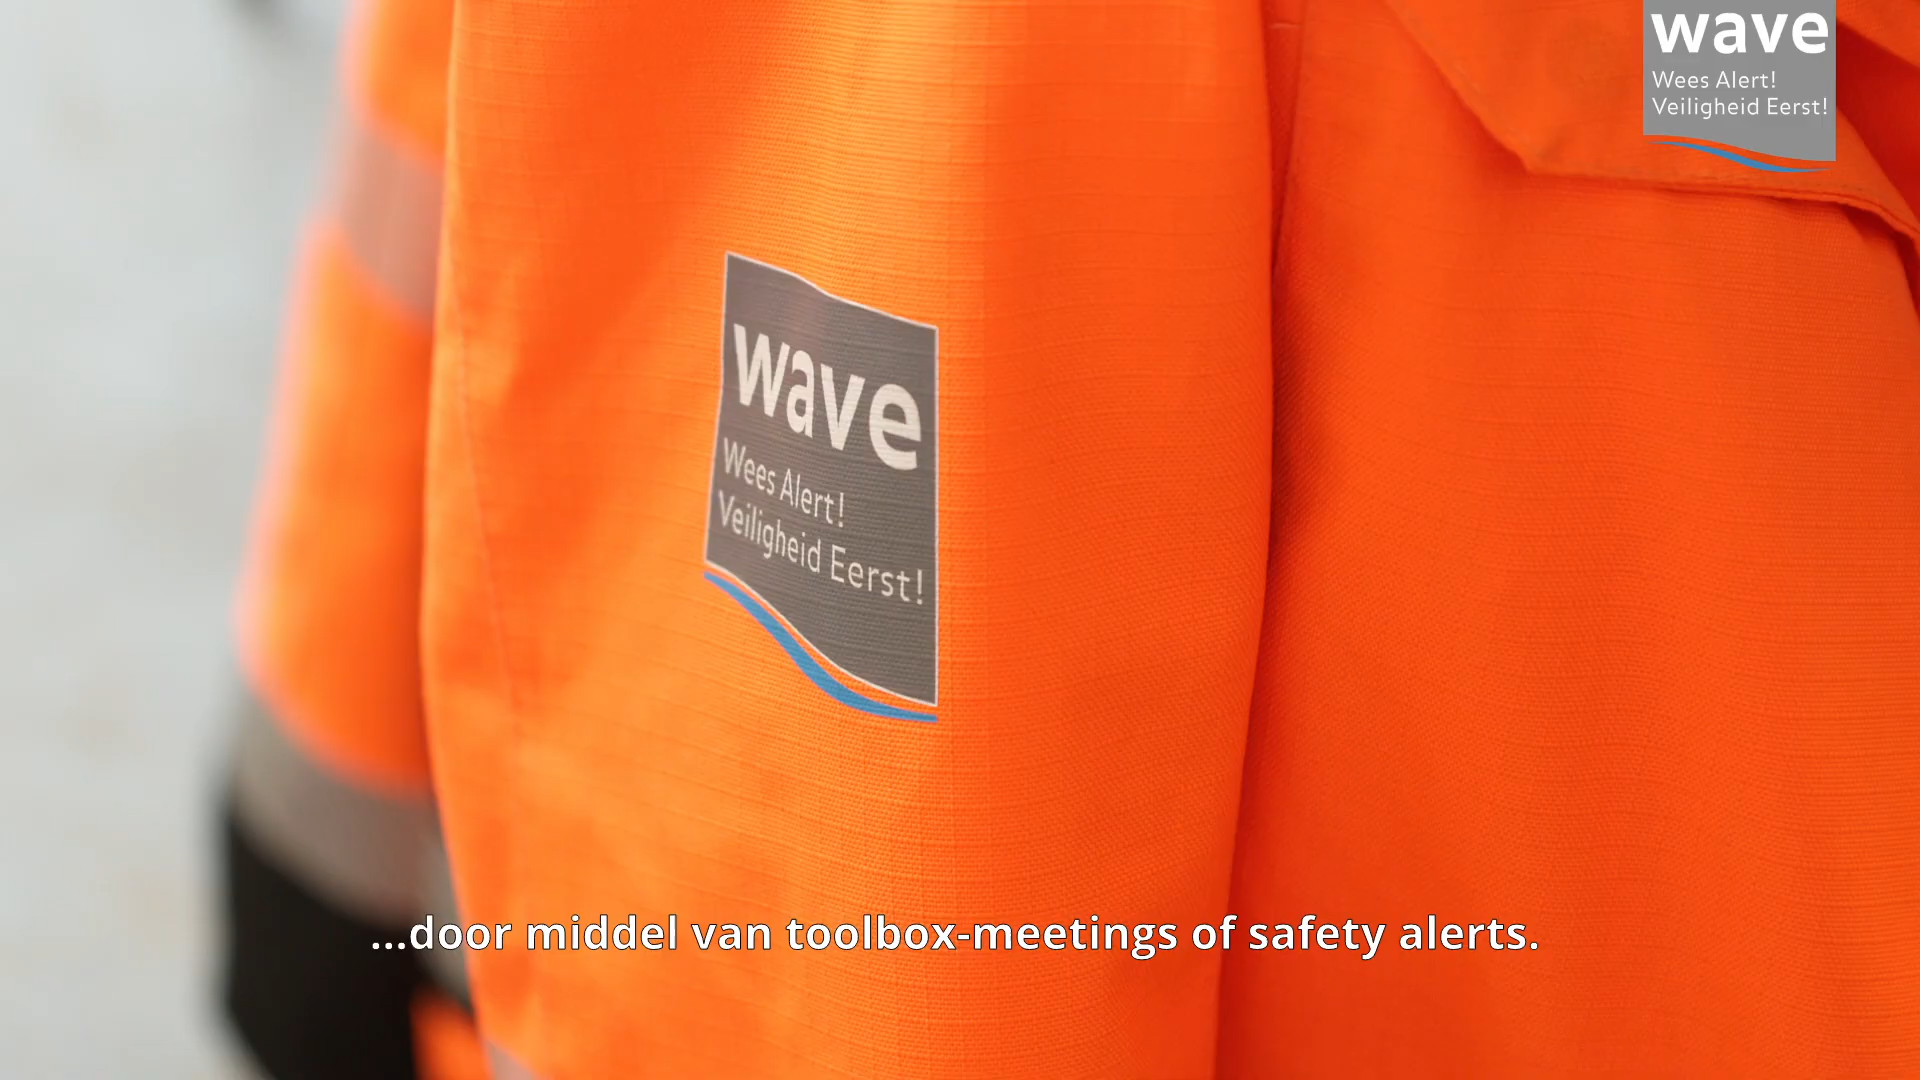 wave
Wees Alert!
Veiligheid Eerst!
wave
Wees Alert!
Veiligheid Eerst!
...door middel van toolbox-meetings of safety alerts.